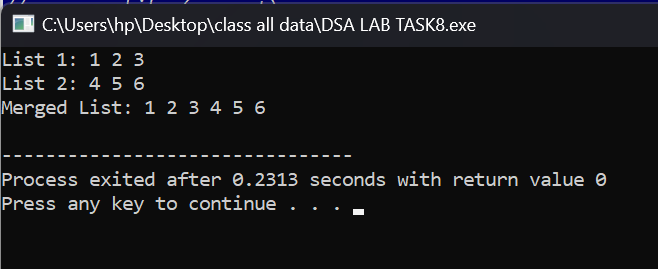 C:\Users\hp\Desktop\class all data\DSA LAB TASK8.exe
List 1: 1 2 3
List 2: 4 5 6
Merged List: 1 2 3 4 5 6
--------------------------------
Process exited after 0.2313 seconds with return value 0
Press any key to continue . . .